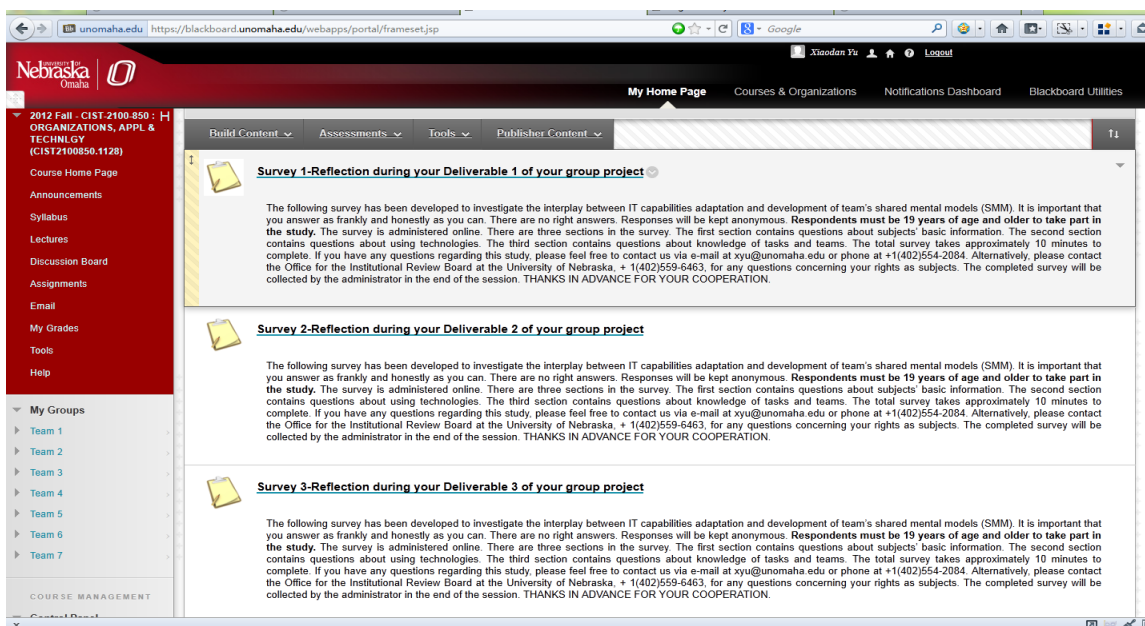 unomaha.edu https://blackboard.unomaha.edu/webapps/portal/frameset.jsp
Google
Xiaodan Yu Logout
UNIVERSITY OF
Nebraska
Omaha
My Home Page Courses & Organizations Notifications Dashboard Blackboard Utilities
2012 Fall - CIST-2100-850 :
ORGANIZATIONS, APPL &
TECHNLGY
(CIST2100850.1128)
Course Home Page
Announcements
Syllabus
Lectures
Discussion Board
Assignments
Email
My Grades
Tools
Help
My Groups
Team 1
Team 2
Team 3
Team 4
Team 5
Team 6
Team 7
COURSE MANAGEMENT
Control Panel
Build Content Assessments Tools Publisher Content
Survey 1-Reflection during your Deliverable 1 of your group project
The following survey has been developed to investigate the interplay between IT capabilities adaptation and development of team's shared mental models (SMM). It is important that
you answer as frankly and honestly as you can. There are no right answers. Responses will be kept anonymous. Respondents must be 19 years of age and older to take part in
the study. The survey is administered online. There are three sections in the survey. The first section contains questions about subjects' basic information. The second section
contains questions about using technologies. The third section contains questions about knowledge of tasks and teams. The total survey takes approximately 10 minutes to
complete. If you have any questions regarding this study, please feel free to contact us via e-mail at xyu@unomaha.edu or phone at +1(402)554-2084. Alternatively, please contact
the Office for the Institutional Review Board at the University of Nebraska, + 1(402)559-6463, for any questions concerning your rights as subjects. The completed survey will be
collected by the administrator in the end of the session. THANKS IN ADVANCE FOR YOUR COOPERATION.
Survey 2-Reflection during your Deliverable 2 of your group project
The following survey has been developed to investigate the interplay between IT capabilities adaptation and development of team's shared mental models (SMM). It is important that
you answer as frankly and honestly as you can. There are no right answers. Responses will be kept anonymous. Respondents must be 19 years of age and older to take part in
the study. The survey is administered online. There are three sections in the survey. The first section contains questions about subjects' basic information. The second section
contains questions about using technologies. The third section contains questions about knowledge of tasks and teams. The total survey takes approximately 10 minutes to
complete. If you have any questions regarding this study, please feel free to contact us via e-mail at xyu@unomaha.edu or phone at +1(402)554-2084. Alternatively, please contact
the Office for the Institutional Review Board at the University of Nebraska, + 1(402)559-6463, for any questions concerning your rights as subjects. The completed survey will be
collected by the administrator in the end of the session. THANKS IN ADVANCE FOR YOUR COOPERATION.
Survey 3-Reflection during your Deliverable 3 of your group project
The following survey has been developed to investigate the interplay between IT capabilities adaptation and development of team's shared mental models (SMM). It is important that
you answer as frankly and honestly as you can. There are no right answers. Responses will be kept anonymous. Respondents must be 19 years of age and older to take part in
the study. The survey is administered online. There are three sections in the survey. The first section contains questions about subjects' basic information. The second section
contains questions about using technologies. The third section contains questions about knowledge of tasks and teams. The total survey takes approximately 10 minutes to
complete. If you have any questions regarding this study, please feel free to contact us via e-mail at xyu@unomaha.edu or phone at +1(402)554-2084. Alternatively, please contact
the Office for the Institutional Review Board at the University of Nebraska, + 1(402)559-6463, for any questions concerning your rights as subjects. The completed survey will be
collected by the administrator in the end of the session. THANKS IN ADVANCE FOR YOUR COOPERATION.